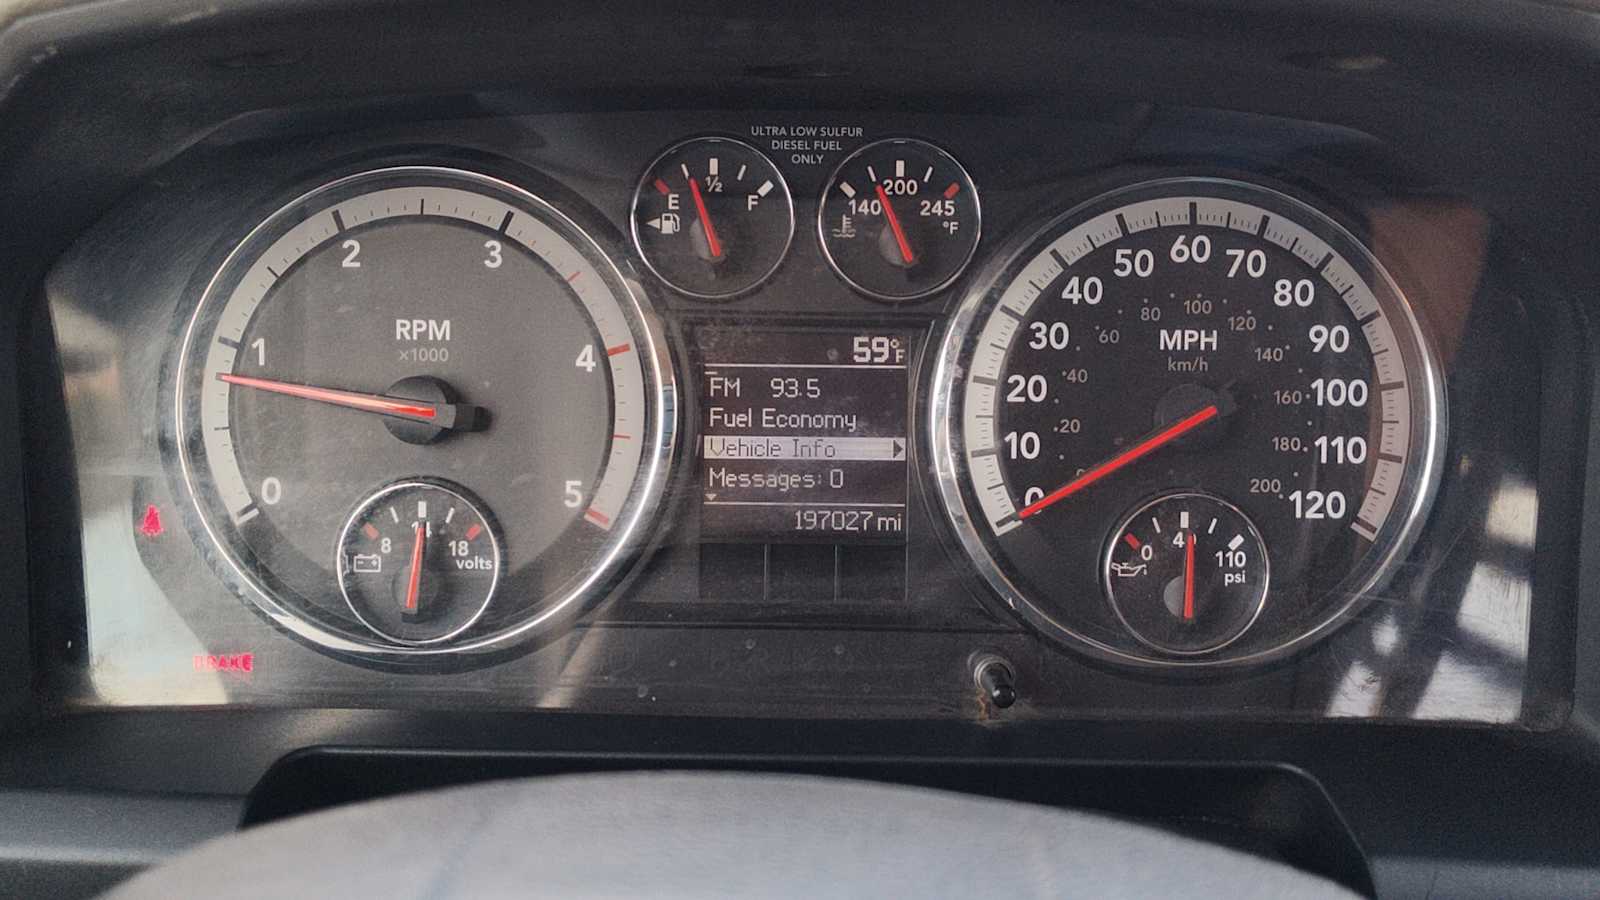 ULTRA LOW SULFUR
DIESEL FUEL
ONLY
E ½ F
140 200 245
°F
0 1 2 3 4 5
RPM
x1000
8 14 18
volts
59°F
FM 93.5
Fuel Economy
Vehicle Info
Messages: 0
197027 mi
0 10 20 30 40 50 60 70 80 90 100 110 120
MPH
km/h
20 40 60 80 100 120 140 160 180 200
0 40 110
psi
BRAKE